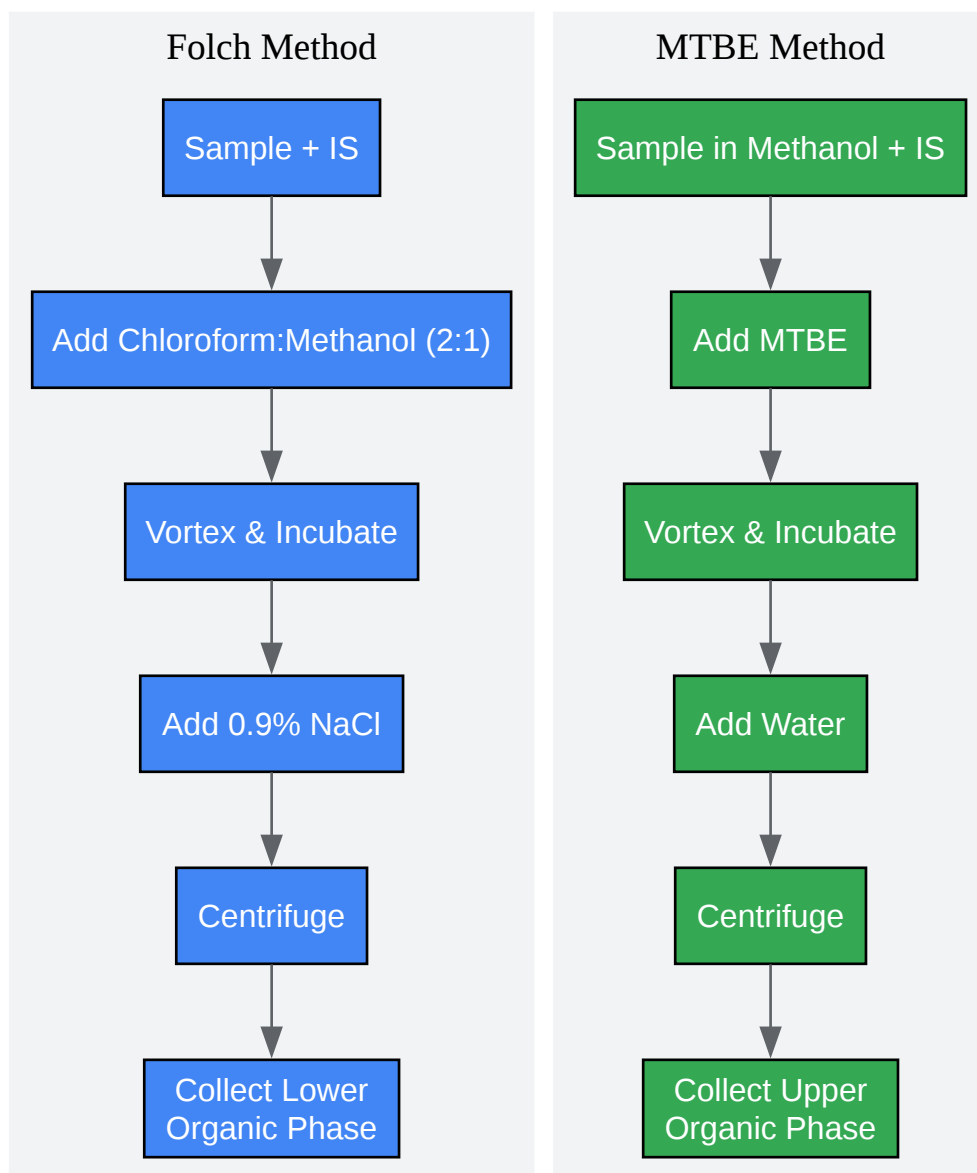 Folch Method
Sample + IS
Add Chloroform:Methanol (2:1)
Vortex & Incubate
Add 0.9% NaCl
Centrifuge
Collect Lower
Organic Phase
MTBE Method
Sample in Methanol + IS
Add MTBE
Vortex & Incubate
Add Water
Centrifuge
Collect Upper
Organic Phase